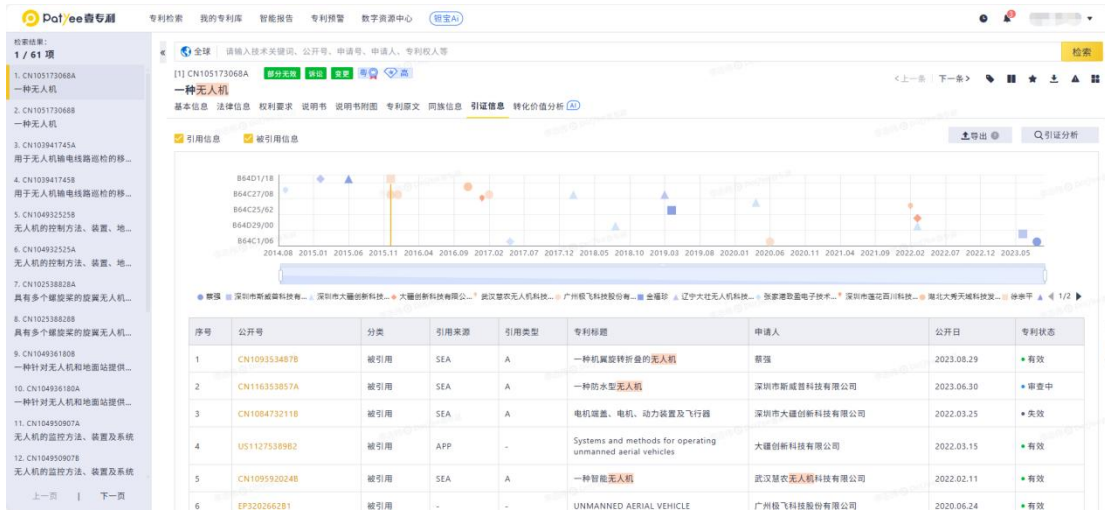 Patyee壹专利 专利检索 我的专利库 智能报告 专利预警 数字资源中心 (钽宝Ai)
检索结果:
1 / 61 项
1. CN105173068A
一种无人机
2. CN105173068B
一种无人机
3. CN103941745A
用于无人机输电线路巡检的移...
4. CN103941745B
用于无人机输电线路巡检的移...
5. CN104932525B
无人机的控制方法、装置、地...
6. CN104932525A
无人机的控制方法、装置、地...
7. CN102538828A
具有多个螺旋桨的旋翼无人机...
8. CN102538828B
具有多个螺旋桨的旋翼无人机...
9. CN104936180B
一种针对无人机和地面站提供...
10. CN104936180A
一种针对无人机和地面站提供...
11. CN104950907A
无人机的监控方法、装置及系统
12. CN104950907B
无人机的监控方法、装置及系统
上一页 | 下一页
«
全球 请输入技术关键词、公开号、申请号、申请人、专利权人等 检索
[1] CN105173068A 部分无效 诉讼 变更 粤 高
<上一条 下一条>
一种无人机
基本信息 法律信息 权利要求 说明书 说明书附图 专利原文 同族信息 引证信息 转化价值分析 AI
引用信息 被引用信息 导出 引证分析
B64D1/18
B64C27/08
B64C25/62
B64D29/00
B64C1/06
2014.08 2015.01 2015.06 2015.11 2016.04 2016.09 2017.02 2017.07 2017.12 2018.05 2018.10 2019.03 2019.08 2020.01 2020.06 2020.11 2021.04 2021.09 2022.02 2022.07 2022.12 2023.05
蔡强 深圳市斯威普科技有... 深圳市大疆创新科技... 大疆创新科技有限公... 武汉慧农无人机科技... 广州极飞科技股份有... 金福珍 辽宁大壮无人机科技... 张家港致盈电子技术... 深圳市莲花百川科技... 湖北大秀天域科技发... 徐余平 1/2
序号 公开号 分类 引用来源 引用类型 专利标题 申请人 公开日 专利状态
1 CN109353487B 被引用 SEA A 一种机翼旋转折叠的无人机 蔡强 2023.08.29 有效
2 CN116353857A 被引用 SEA A 一种防水型无人机 深圳市斯威普科技有限公司 2023.06.30 审查中
3 CN108473211B 被引用 SEA A 电机端盖、电机、动力装置及飞行器 深圳市大疆创新科技有限公司 2022.03.25 失效
4 US11275389B2 被引用 APP - Systems and methods for operating unmanned aerial vehicles 大疆创新科技有限公司 2022.03.15 有效
5 CN109592024B 被引用 SEA A 一种智能无人机 武汉慧农无人机科技有限公司 2022.02.11 有效
6 EP3202662B1 被引用 - - UNMANNED AERIAL VEHICLE 广州极飞科技股份有限公司 2020.06.24 有效